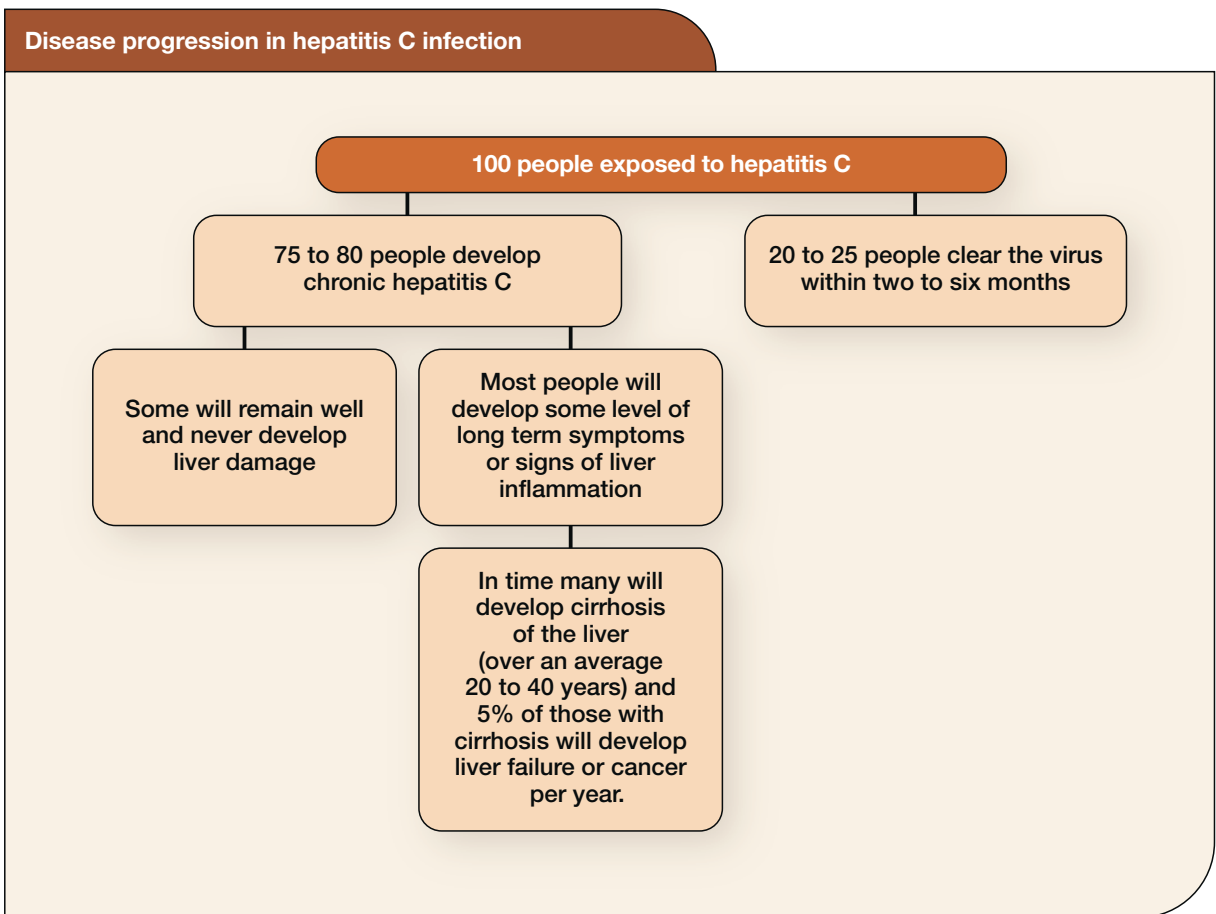 Disease progression in hepatitis C infection
100 people exposed to hepatitis C
75 to 80 people develop
chronic hepatitis C
20 to 25 people clear the virus
within two to six months
Some will remain well
and never develop
liver damage
Most people will
develop some level of
long term symptoms
or signs of liver
inflammation
In time many will
develop cirrhosis
of the liver
(over an average
20 to 40 years) and
5% of those with
cirrhosis will develop
liver failure or cancer
per year.